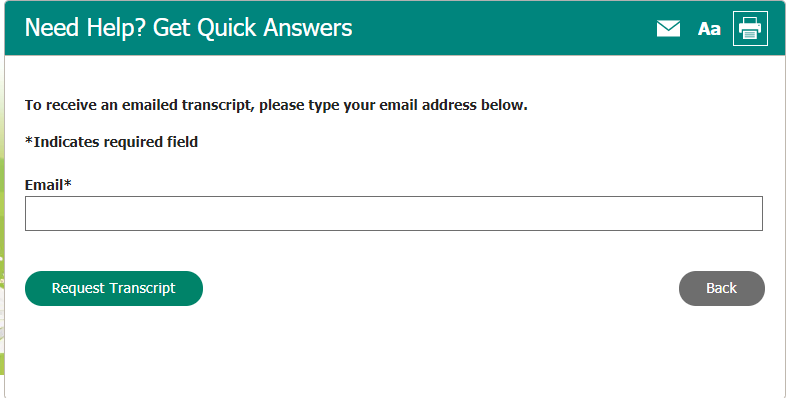 Need Help? Get Quick Answers
Aa
To receive an emailed transcript, please type your email address below.
*Indicates required field
Email*
Request Transcript
Back